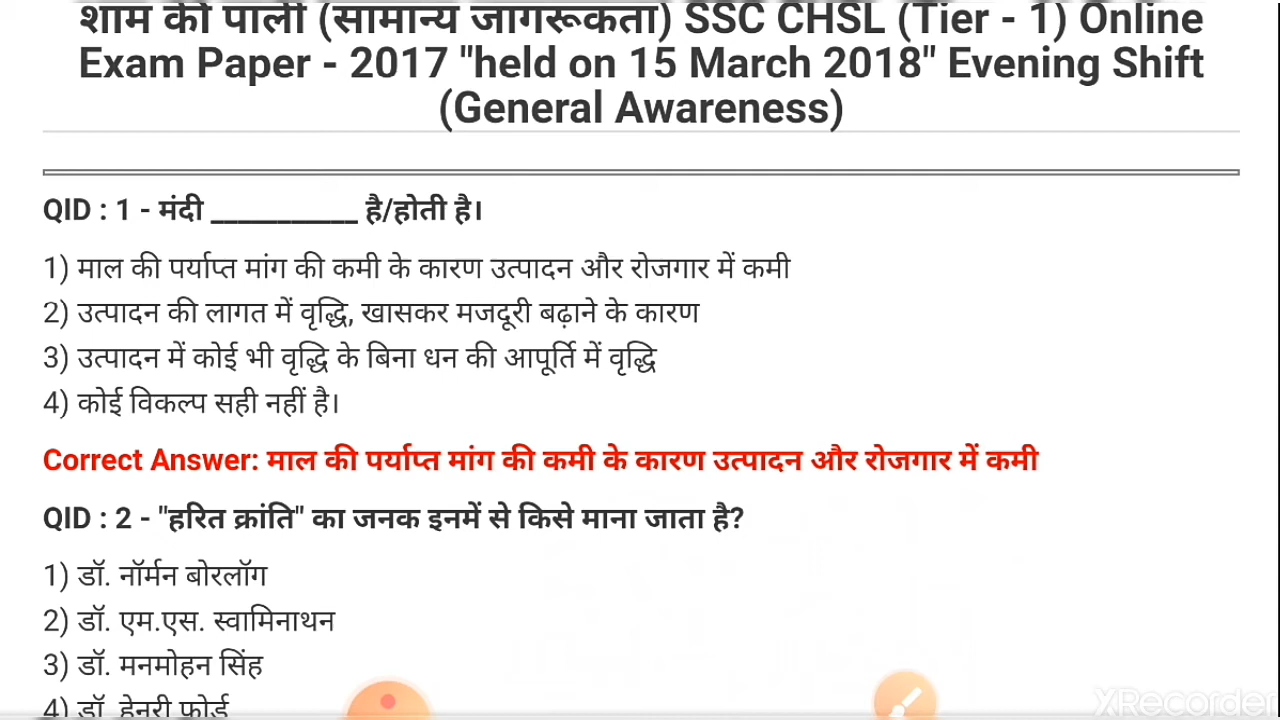 शाम की पाली (सामान्य जागरूकता) SSC CHSL (Tier - 1) Online
Exam Paper - 2017 "held on 15 March 2018" Evening Shift
(General Awareness)
QID : 1 - मंदी __________ है/होती है।
1) माल की पर्याप्त मांग की कमी के कारण उत्पादन और रोजगार में कमी
2) उत्पादन की लागत में वृद्धि, खासकर मजदूरी बढ़ाने के कारण
3) उत्पादन में कोई भी वृद्धि के बिना धन की आपूर्ति में वृद्धि
4) कोई विकल्प सही नहीं है।
Correct Answer: माल की पर्याप्त मांग की कमी के कारण उत्पादन और रोजगार में कमी
QID : 2 - "हरित क्रांति" का जनक इनमें से किसे माना जाता है?
1) डॉ. नॉर्मन बोरलॉग
2) डॉ. एम.एस. स्वामिनाथन
3) डॉ. मनमोहन सिंह
4) डॉ. हेनरी फोर्ड
XRecorder